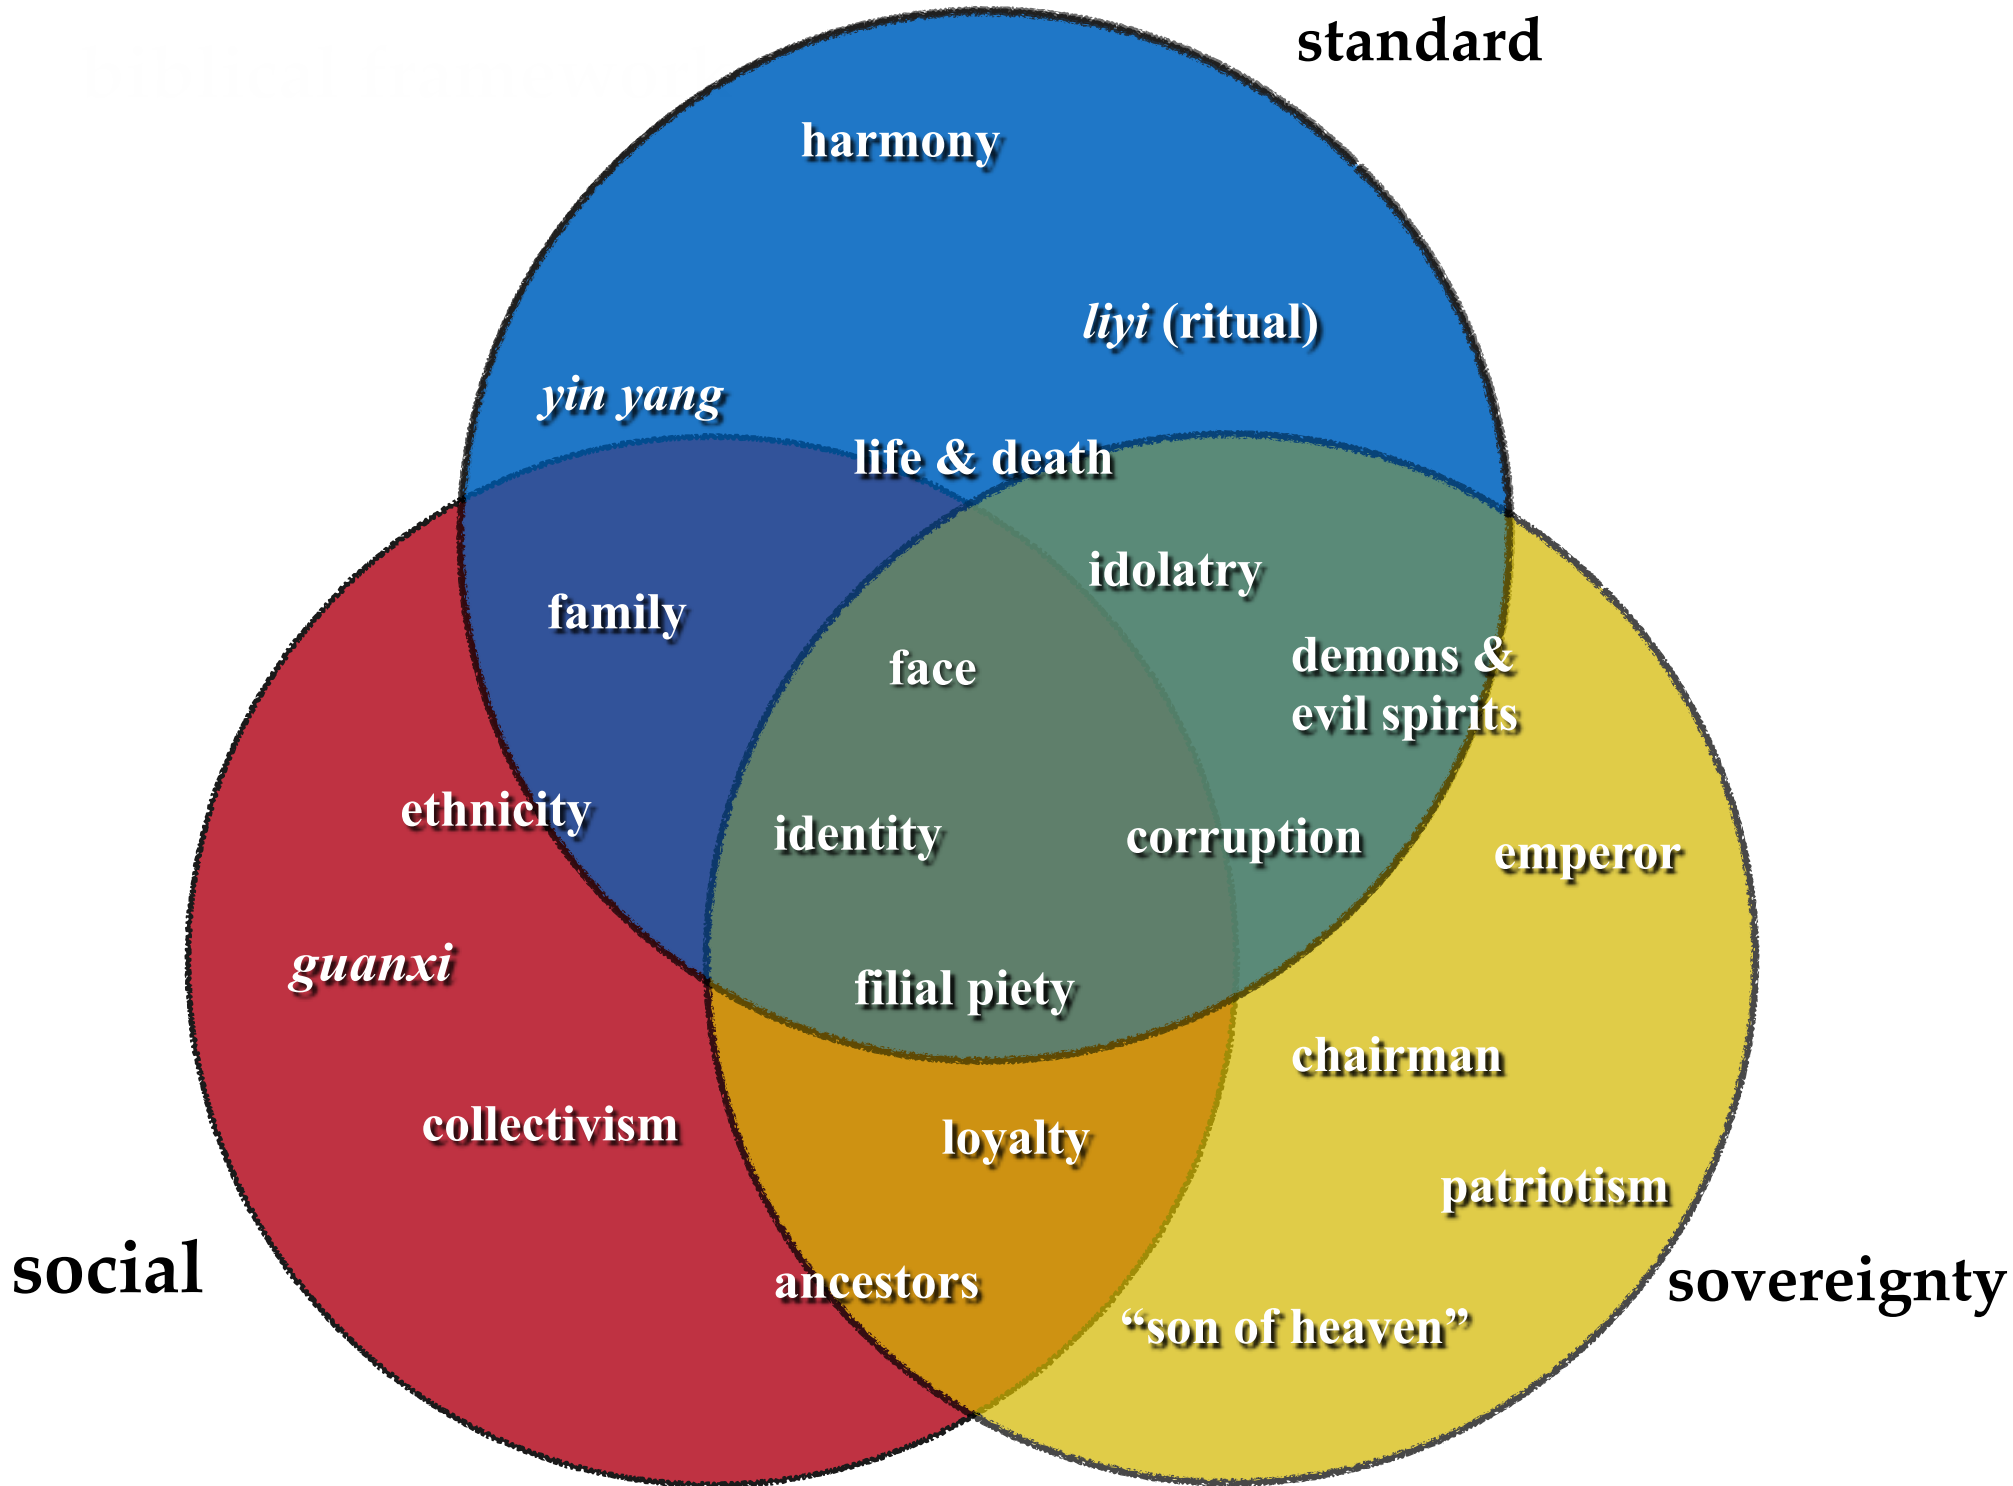 standard
harmony
liyi (ritual)
yin yang
life & death
idolatry
family
demons &
evil spirits
face
ethnicity
identity
corruption
emperor
guanxi
filial piety
chairman
collectivism
loyalty
patriotism
social
ancestors
sovereignty
“son of heaven”